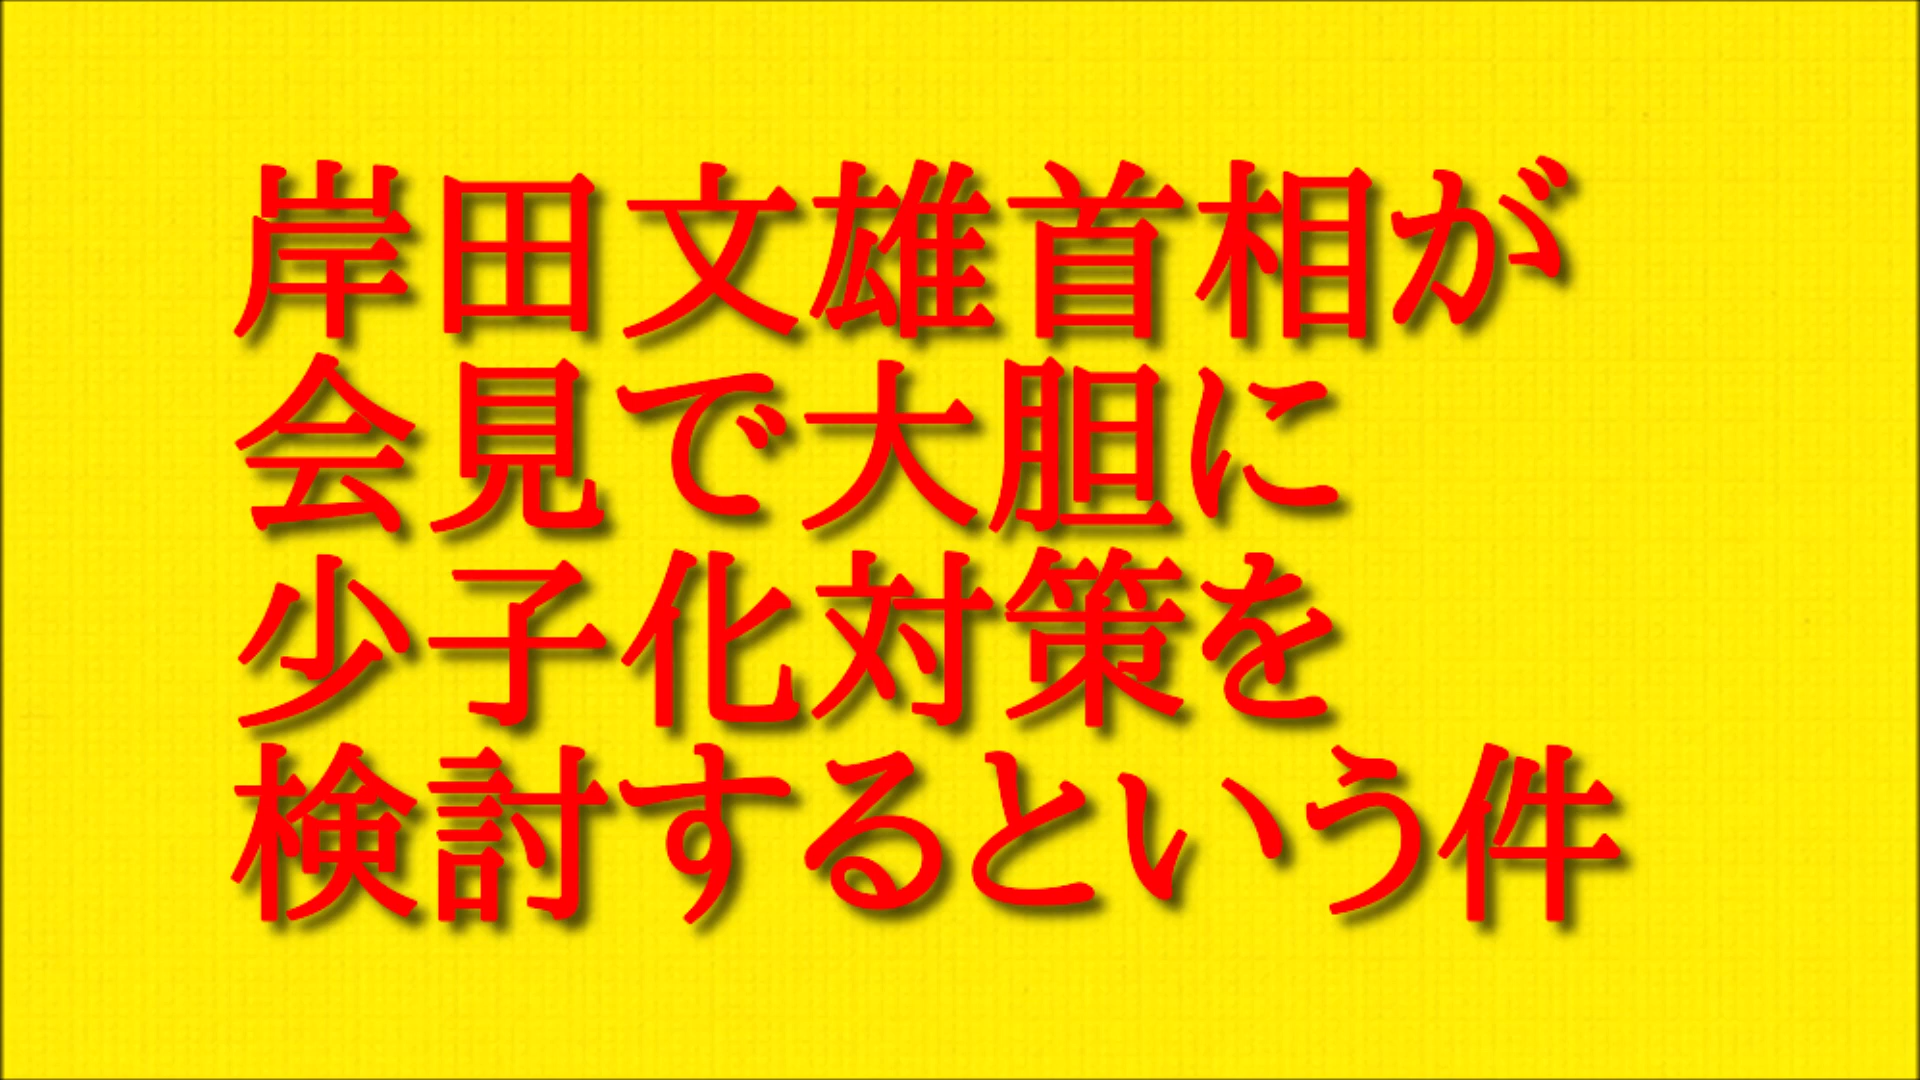 岸田文雄首相が
会見で大胆に
少子化対策を
検討するという件